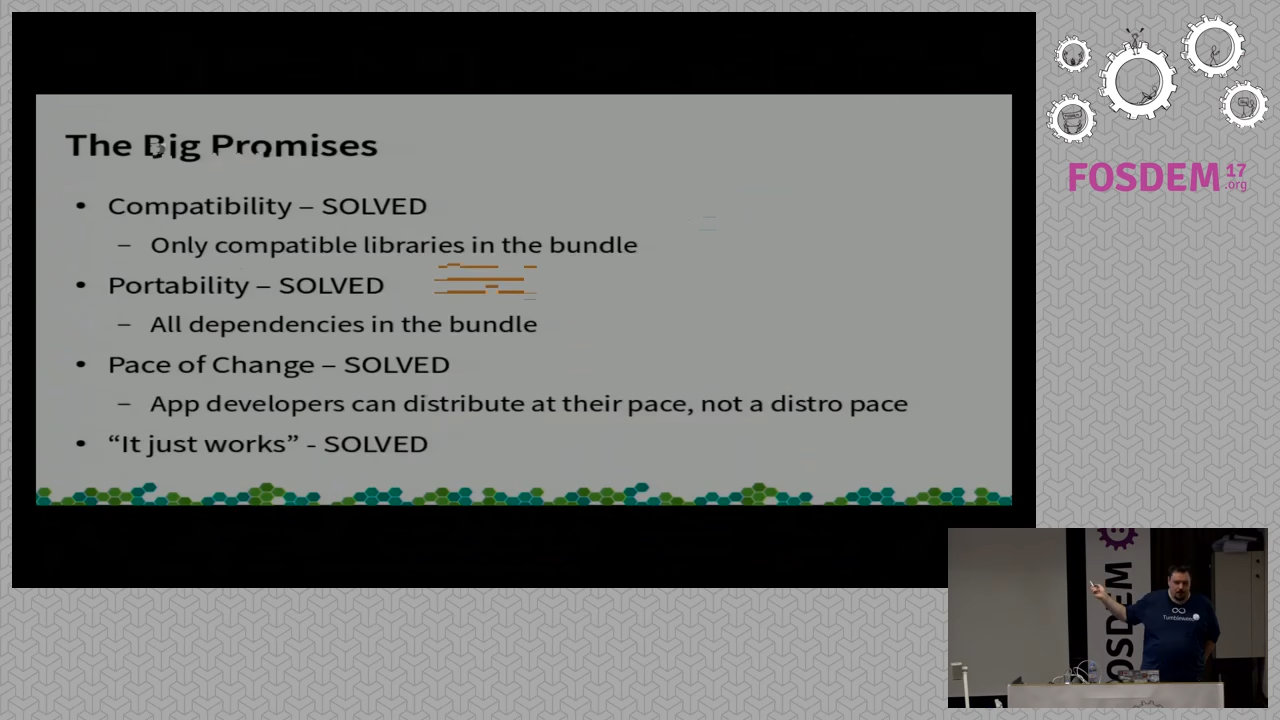 The Big Promises
• Compatibility – SOLVED
– Only compatible libraries in the bundle
• Portability – SOLVED
– All dependencies in the bundle
• Pace of Change – SOLVED
– App developers can distribute at their pace, not a distro pace
• “It just works” - SOLVED
FOSDEM 17
.org
FOSDEM
Tumbleweed